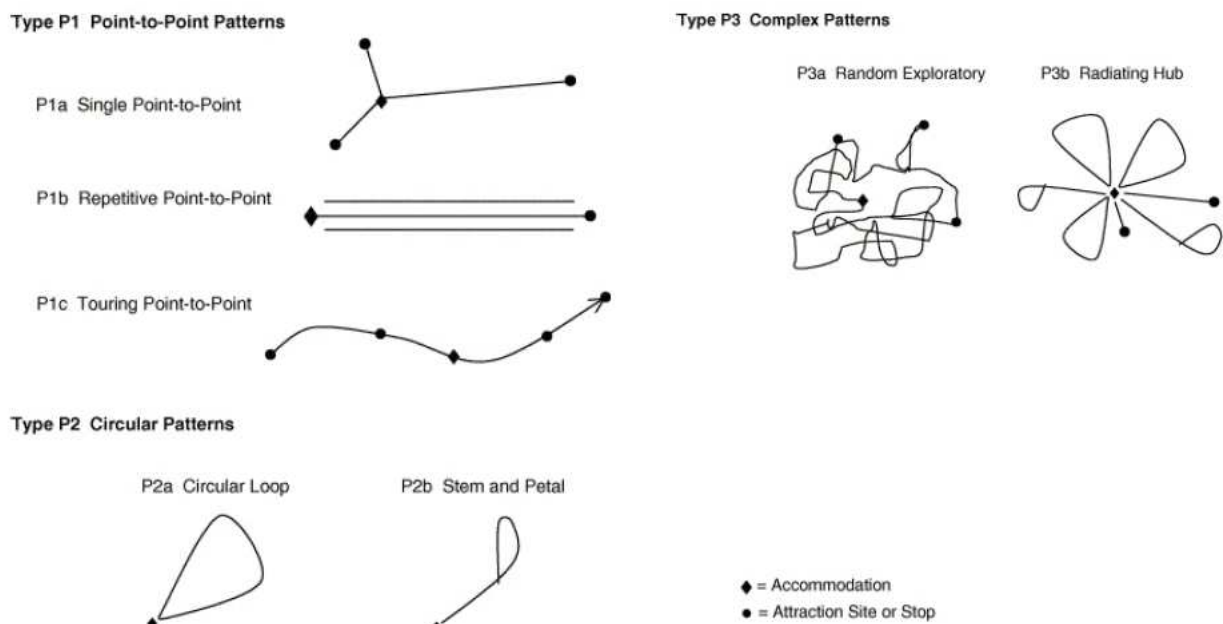 Type P1 Point-to-Point Patterns
P1a Single Point-to-Point
P1b Repetitive Point-to-Point
P1c Touring Point-to-Point
Type P2 Circular Patterns
P2a Circular Loop
P2b Stem and Petal
Type P3 Complex Patterns
P3a Random Exploratory
P3b Radiating Hub
= Accommodation
= Attraction Site or Stop